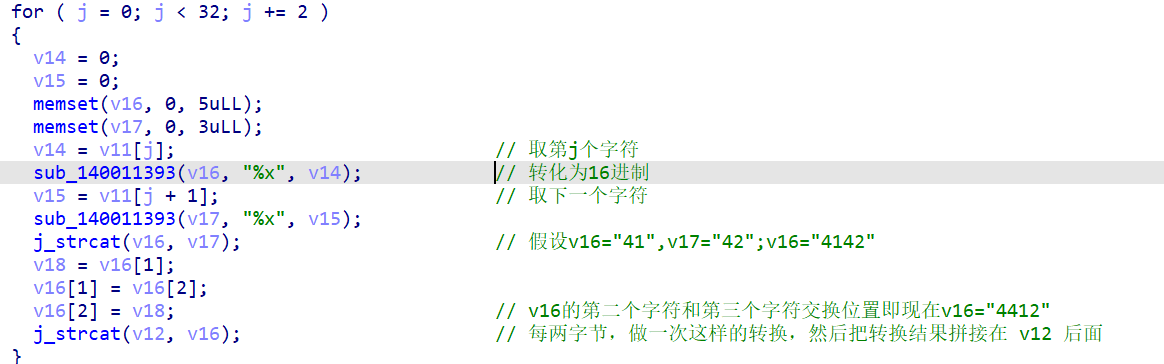 for ( j = 0; j < 32; j += 2 )
{
v14 = 0;
v15 = 0;
memset(v16, 0, 5uLL);
memset(v17, 0, 3uLL);
v14 = v11[j]; // 取第j个字符
sub_140011393(v16, "%x", v14); // 转化为16进制
v15 = v11[j + 1]; // 取下一个字符
sub_140011393(v17, "%x", v15);
j_strcat(v16, v17); // 假设v16="41",v17="42";v16="4142"
v18 = v16[1];
v16[1] = v16[2];
v16[2] = v18; // v16的第二个字符和第三个字符交换位置即现在v16="4412"
j_strcat(v12, v16); // 每两字节，做一次这样的转换，然后把转换结果拼接在 v12 后面
}